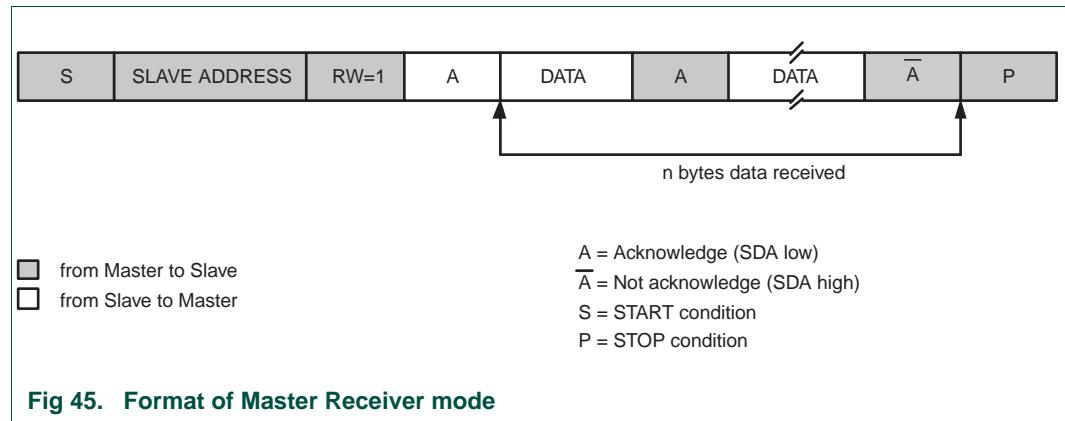 S SLAVE ADDRESS RW=1 A DATA A DATA A̅ P
n bytes data received
from Master to Slave
from Slave to Master
A = Acknowledge (SDA low)
A̅ = Not acknowledge (SDA high)
S = START condition
P = STOP condition
Fig 45. Format of Master Receiver mode